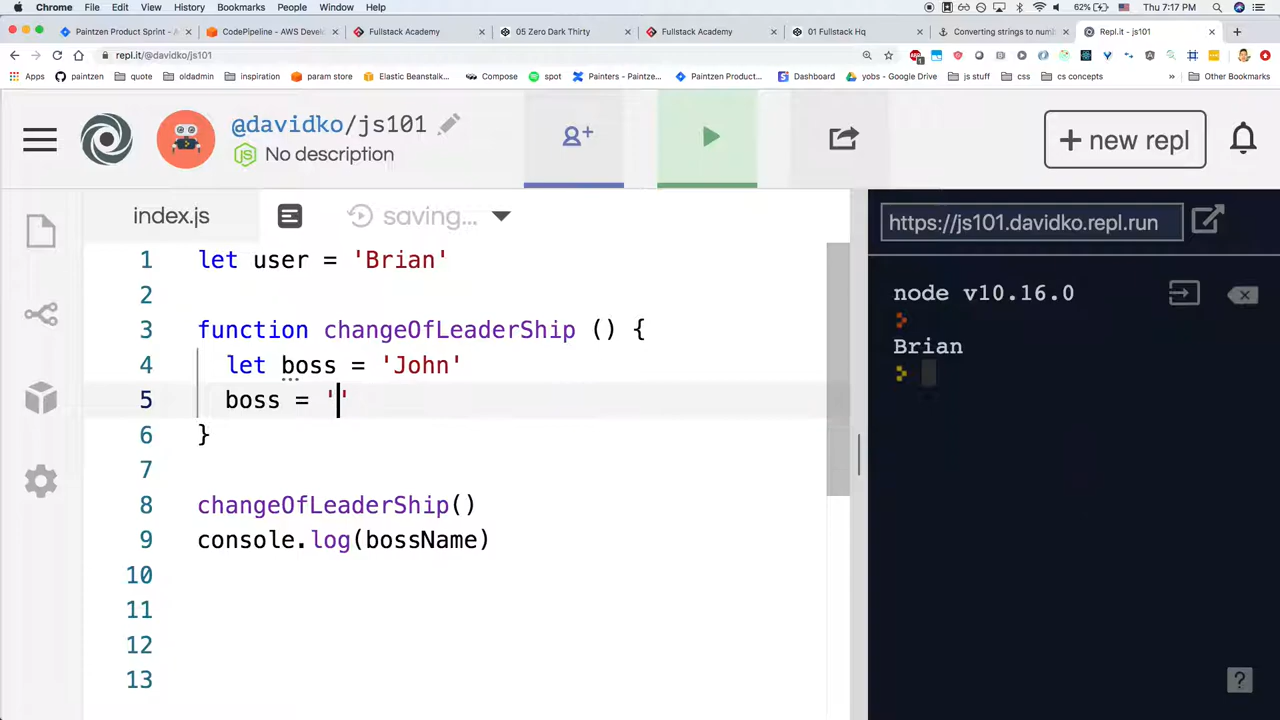 Chrome File Edit View History Bookmarks People Window Help 62% Thu 7:17 PM
Paintzen Product Sprint - A CodePipeline - AWS Devel Fullstack Academy 05 Zero Dark Thirty Fullstack Academy 01 Fullstack Hq Converting strings to numb Repl.it - js101
repl.it/@davidko/js101
Apps paintzen quote oldadmin inspiration param store Elastic Beanstalk... Compose spot Painters - Paintze... Paintzen Product... Dashboard yobs - Google Drive js stuff css cs concepts » Other Bookmarks
@davidko/js101
No description
+ new repl
index.js
saving...
https://js101.davidko.repl.run
1 let user = 'Brian'
2
3 function changeOfLeaderShip () {
4 let boss = 'John'
5 boss = ''
6 }
7
8 changeOfLeaderShip()
9 console.log(bossName)
10
11
12
13
node v10.16.0
Brian
?